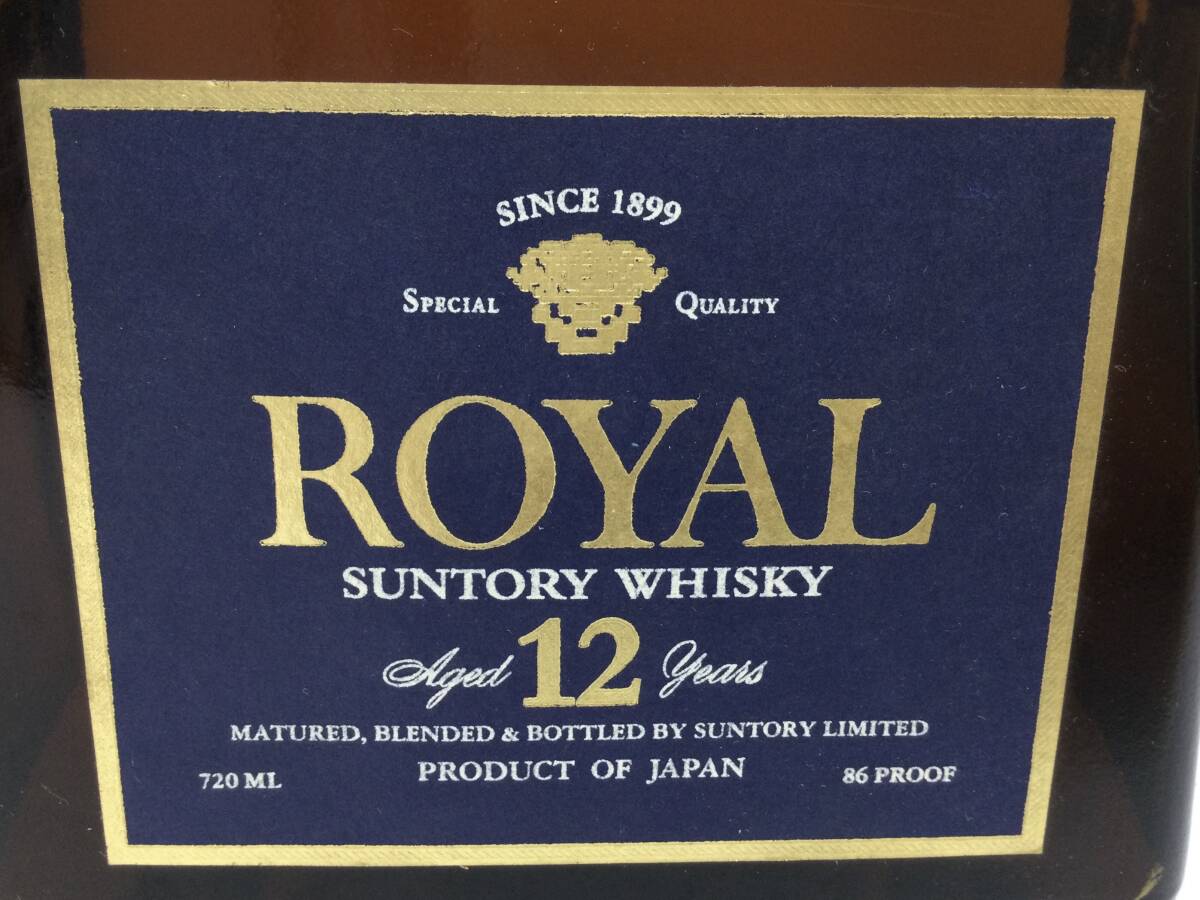 SINCE 1899
SPECIAL QUALITY
ROYAL
SUNTORY WHISKY
Aged 12 Years
MATURED, BLENDED & BOTTLED BY SUNTORY LIMITED
720 ML PRODUCT OF JAPAN 86 PROOF